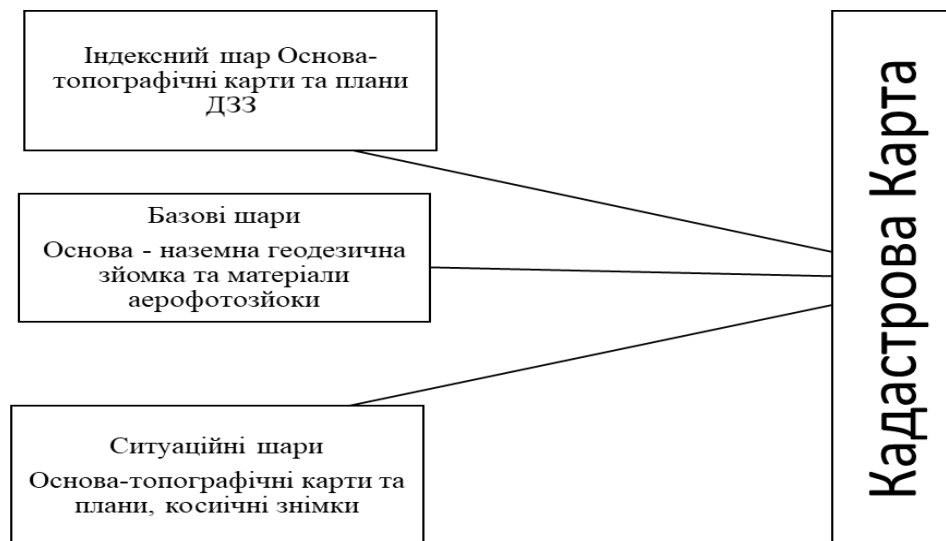 Індексний шар Основа-
топографічні карти та плани
ДЗЗ
Базові шари
Основа - наземна геодезична
зйомка та матеріали
аерофотозйоки
Ситуаційні шари
Основа-топографічні карти та
плани, косиічні знімки
Кадастрова Карта